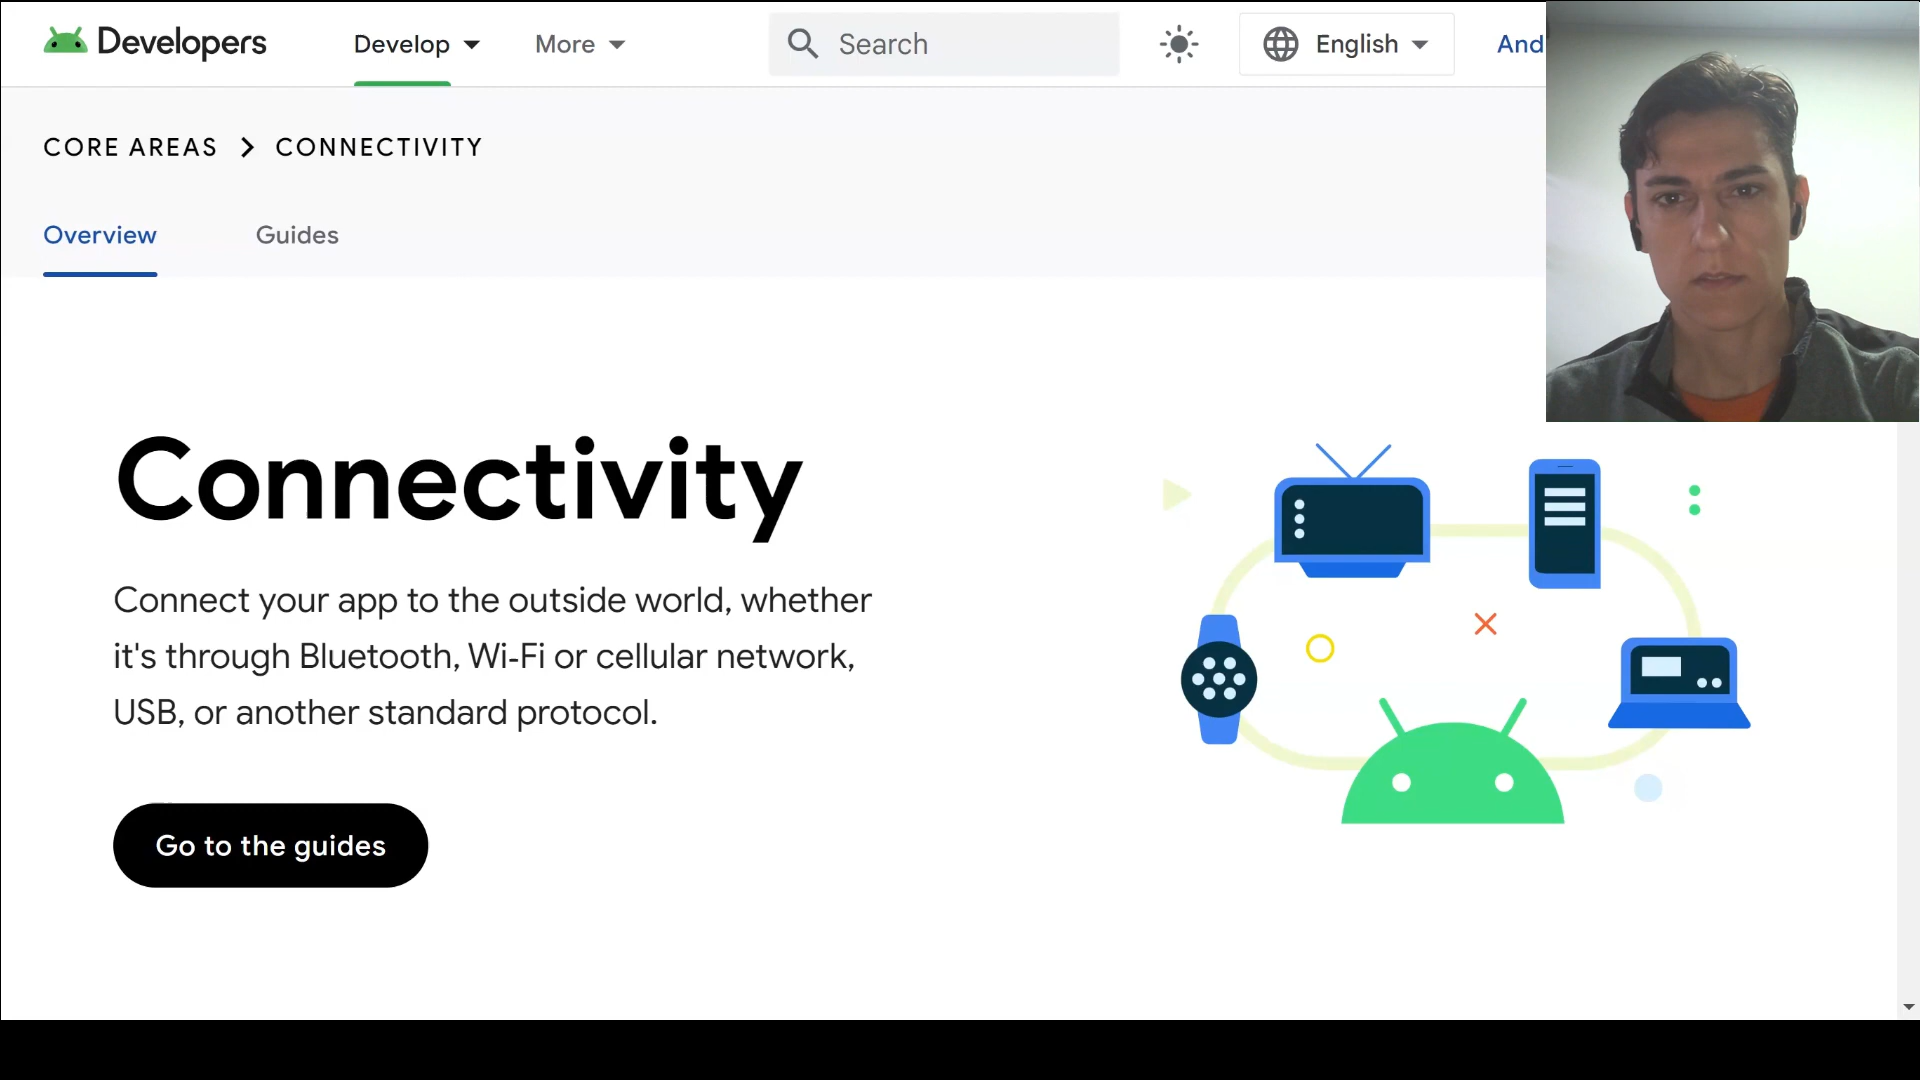 Developers
Develop
More
Search
English
And
CORE AREAS > CONNECTIVITY
Overview
Guides
Connectivity
Connect your app to the outside world, whether
it's through Bluetooth, Wi-Fi or cellular network,
USB, or another standard protocol.
Go to the guides